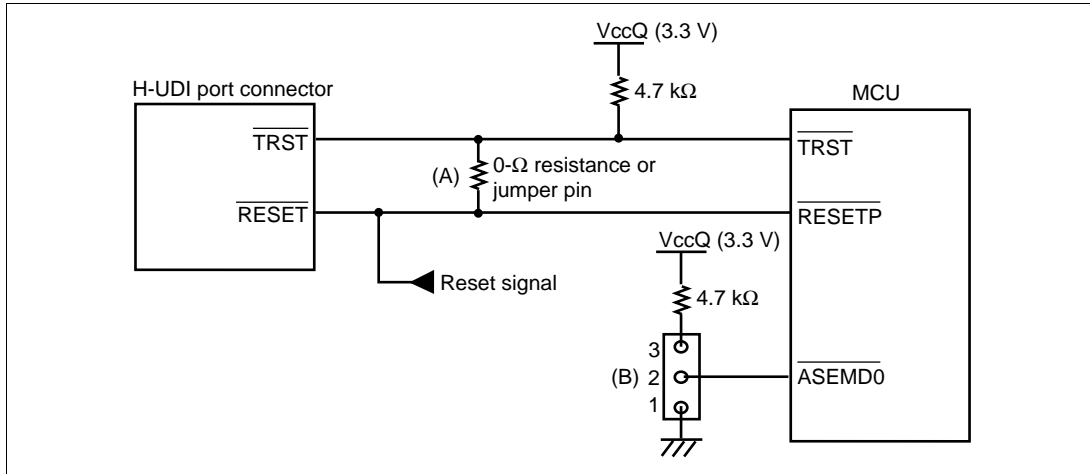 VccQ (3.3 V)
H-UDI port connector
4.7 kΩ
MCU
TRST
TRST
(A)
0-Ω resistance or
jumper pin
RESET
RESETP
VccQ (3.3 V)
Reset signal
4.7 kΩ
3
(B) 2
ASEMD0
1